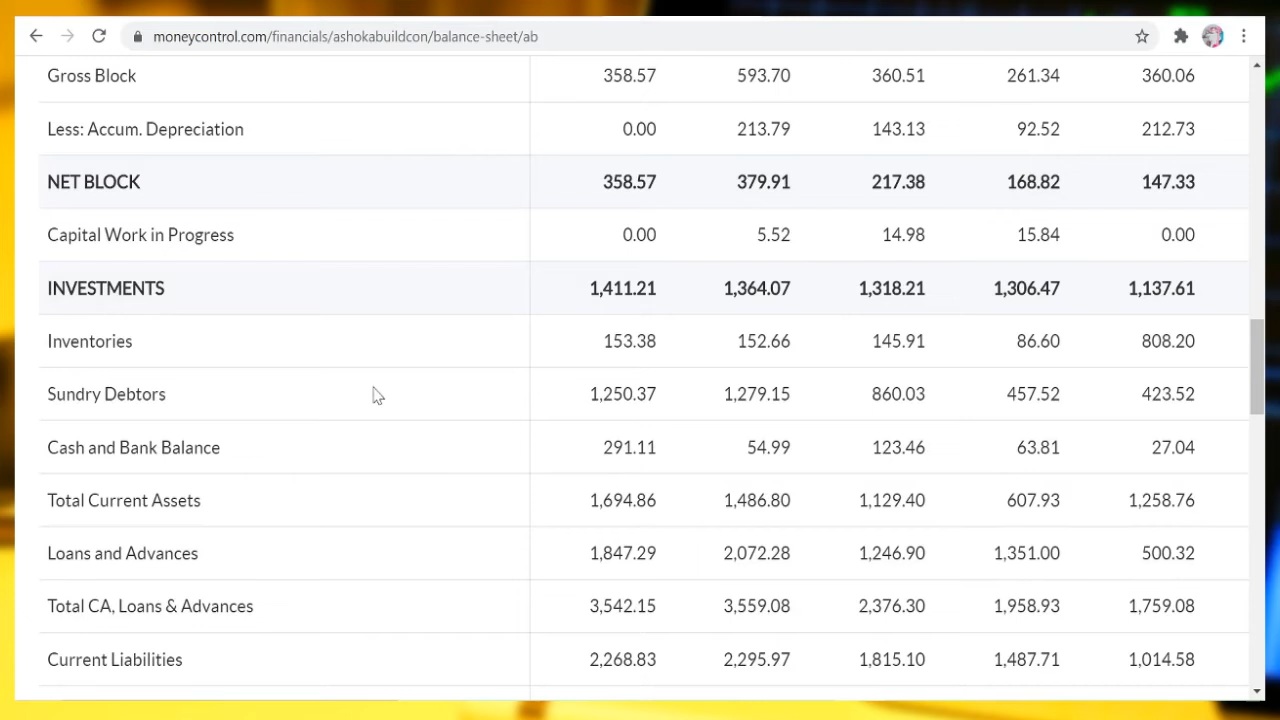 moneycontrol.com/financials/ashokabuildcon/balance-sheet/ab
Gross Block 358.57 593.70 360.51 261.34 360.06
Less: Accum. Depreciation 0.00 213.79 143.13 92.52 212.73
NET BLOCK 358.57 379.91 217.38 168.82 147.33
Capital Work in Progress 0.00 5.52 14.98 15.84 0.00
INVESTMENTS 1,411.21 1,364.07 1,318.21 1,306.47 1,137.61
Inventories 153.38 152.66 145.91 86.60 808.20
Sundry Debtors 1,250.37 1,279.15 860.03 457.52 423.52
Cash and Bank Balance 291.11 54.99 123.46 63.81 27.04
Total Current Assets 1,694.86 1,486.80 1,129.40 607.93 1,258.76
Loans and Advances 1,847.29 2,072.28 1,246.90 1,351.00 500.32
Total CA, Loans & Advances 3,542.15 3,559.08 2,376.30 1,958.93 1,759.08
Current Liabilities 2,268.83 2,295.97 1,815.10 1,487.71 1,014.58